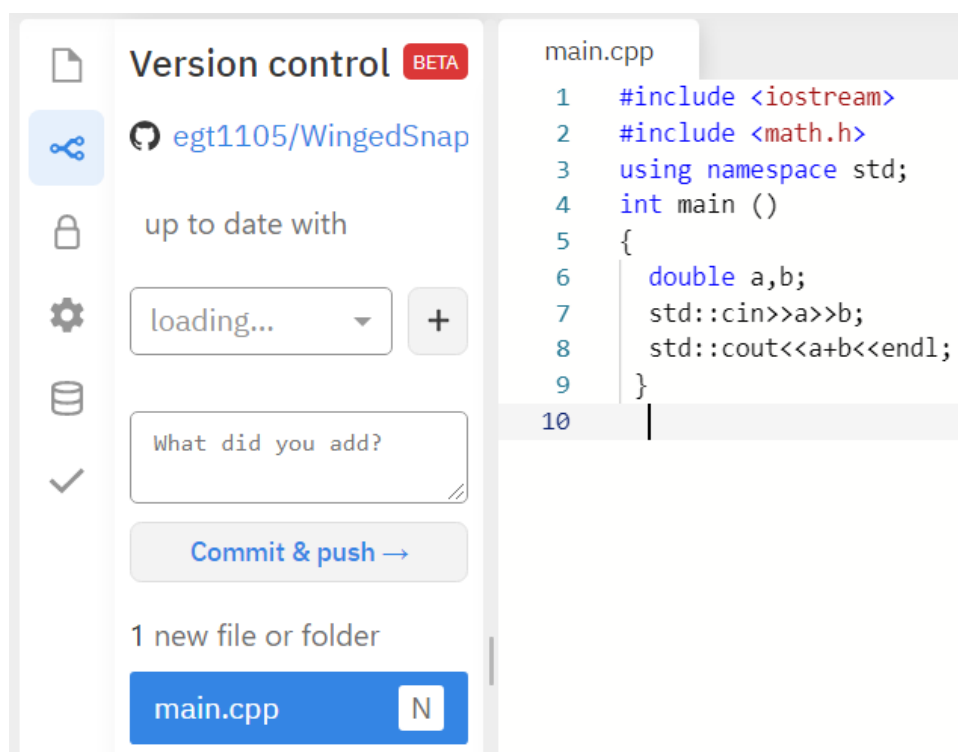 Version control BETA
egt1105/WingedSnap
up to date with
loading...
+
What did you add?
Commit & push →
1 new file or folder
main.cpp N
main.cpp
1 #include <iostream>
2 #include <math.h>
3 using namespace std;
4 int main ()
5 {
6 double a,b;
7 std::cin>>a>>b;
8 std::cout<<a+b<<endl;
9 }
10